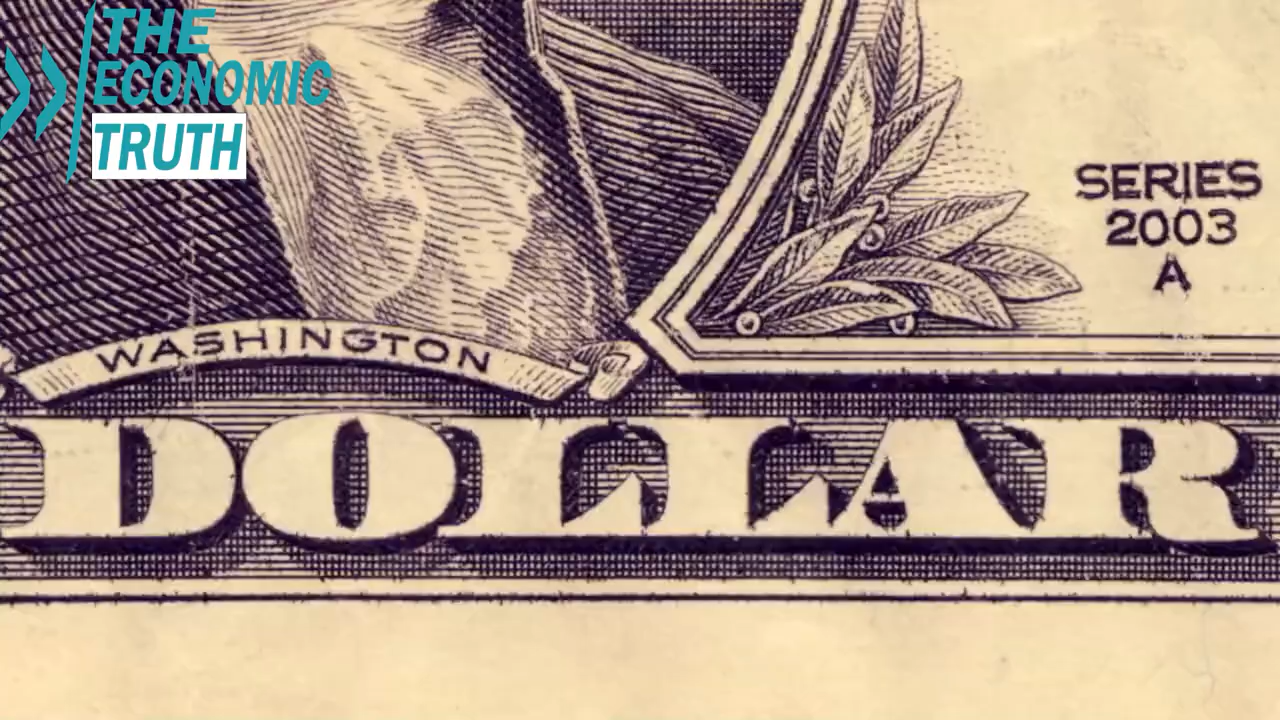 THE
ECONOMIC
TRUTH
SERIES
2003
A
WASHINGTON
DOLLAR